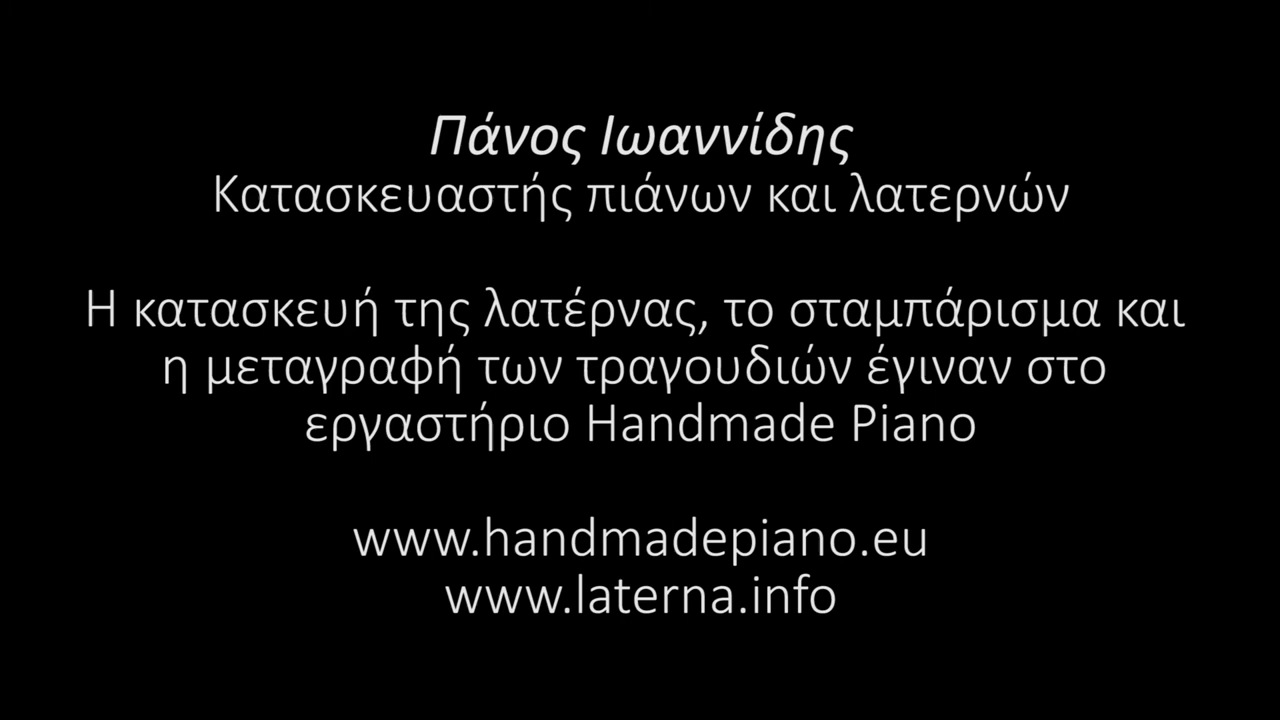 Πάνος Ιωαννίδης
Κατασκευαστής πιάνων και λατερνών
Η κατασκευή της λατέρνας, το σταμπάρισμα και
η μεταγραφή των τραγουδιών έγιναν στο
εργαστήριο Handmade Piano
www.handmadepiano.eu
www.laterna.info